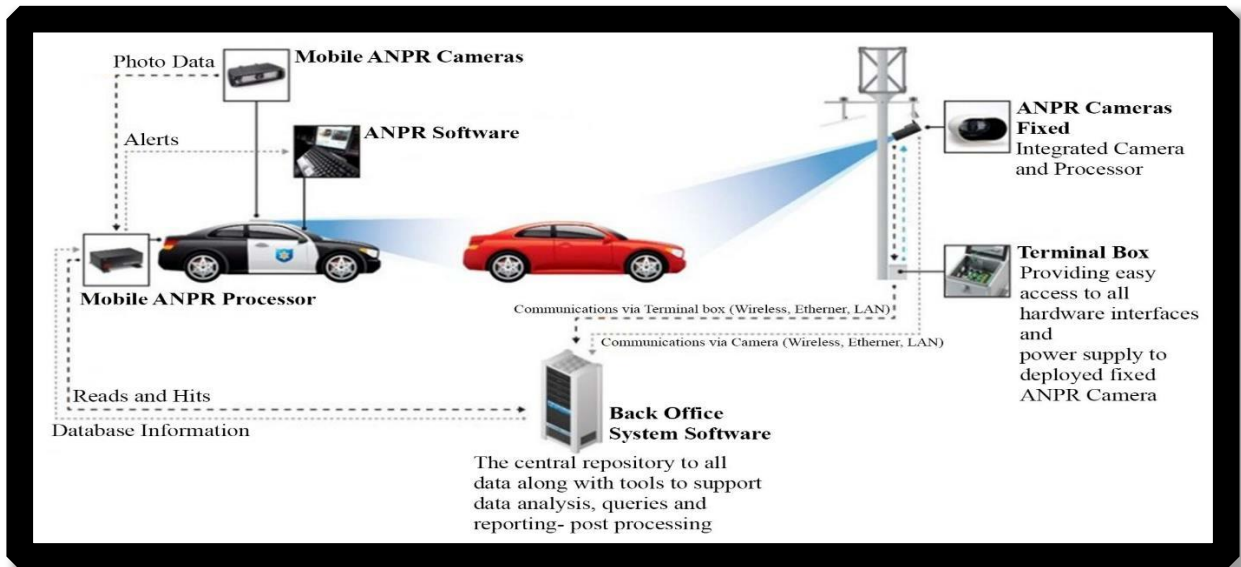 Photo Data
Mobile ANPR Cameras
Alerts
ANPR Software
Mobile ANPR Processor
ANPR Cameras
Fixed
Integrated Camera
and Processor
Terminal Box
Providing easy
access to all
hardware interfaces
and
power supply to
deployed fixed
ANPR Camera
Communications via Terminal box (Wireless, Etherner, LAN)
Communications via Camera (Wireless, Etherner, LAN)
Reads and Hits
Database Information
Back Office
System Software
The central repository to all
data along with tools to support
data analysis, queries and
reporting- post processing